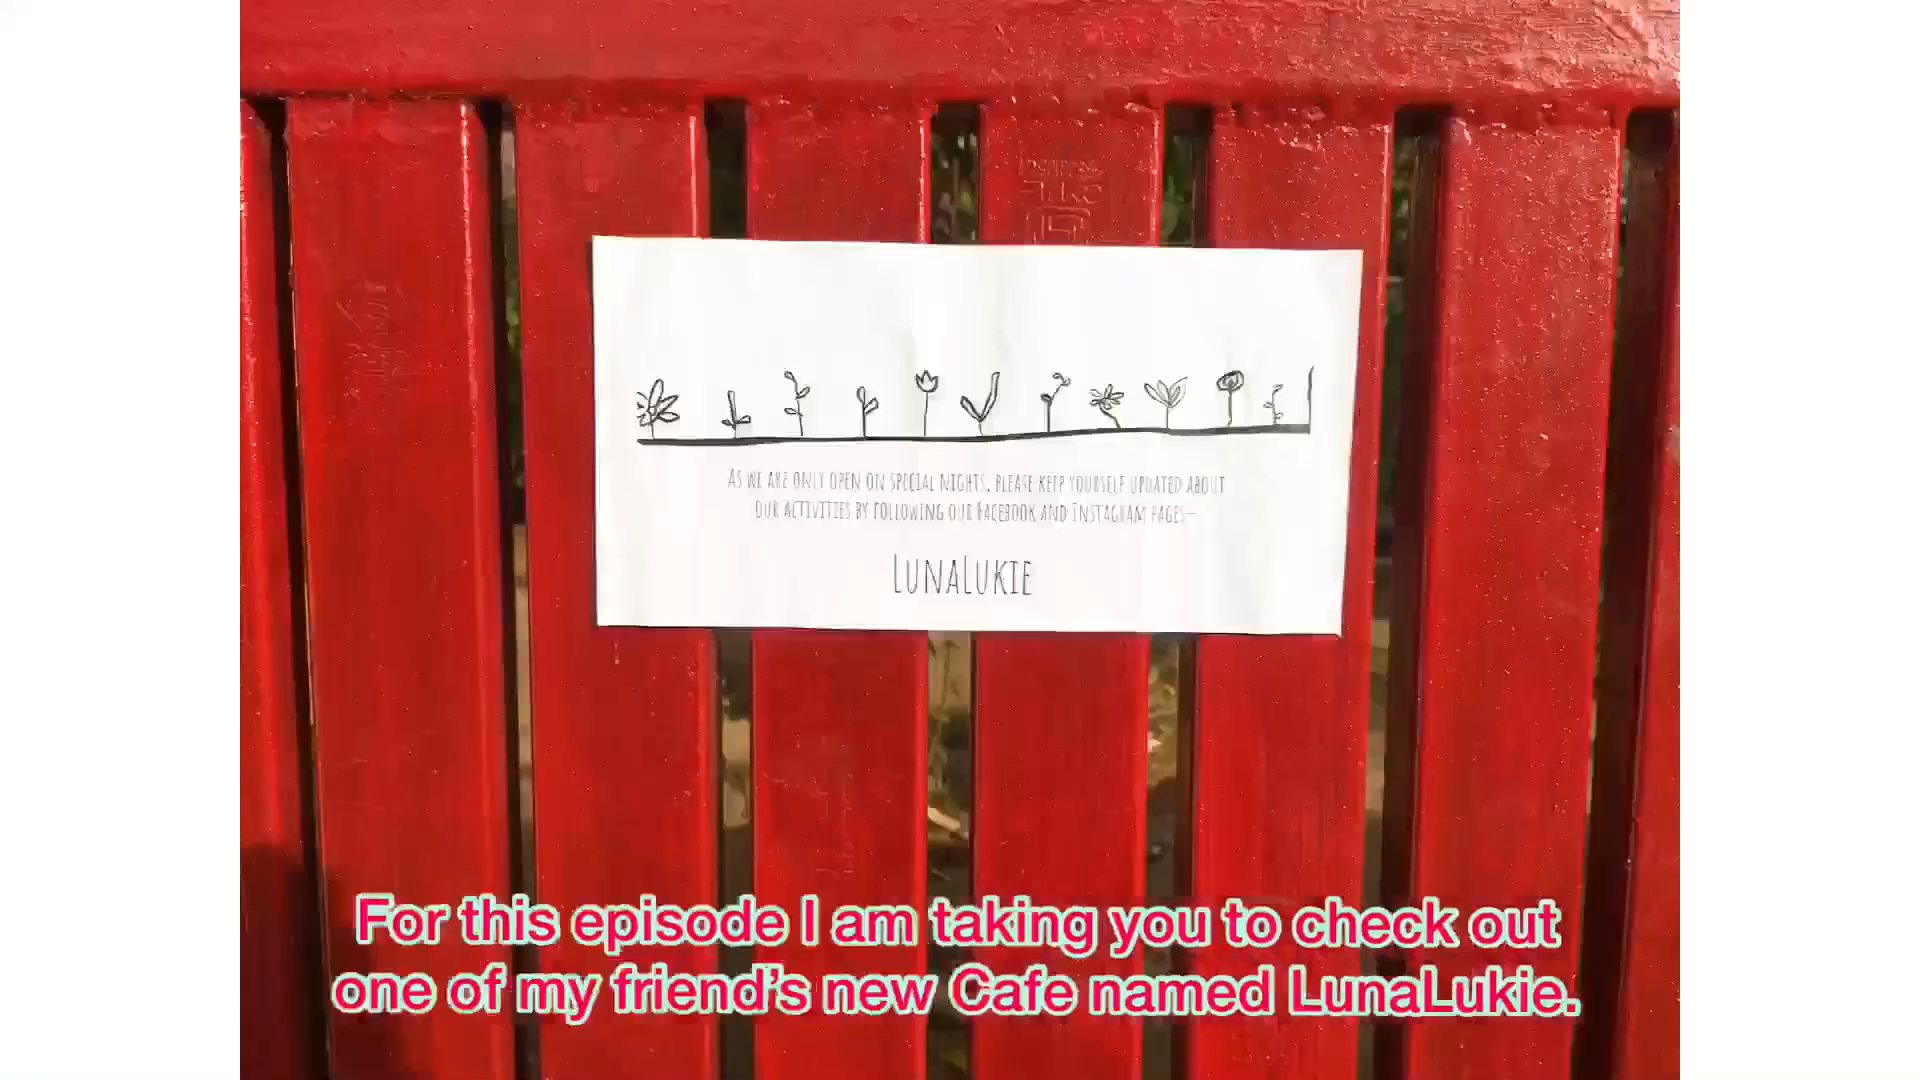 As we are only open on special nights, please keep yourself updated about
our activities by following our Facebook and Instagram pages—
LunaLukie
For this episode I am taking you to check out
one of my friend's new Cafe named LunaLukie.